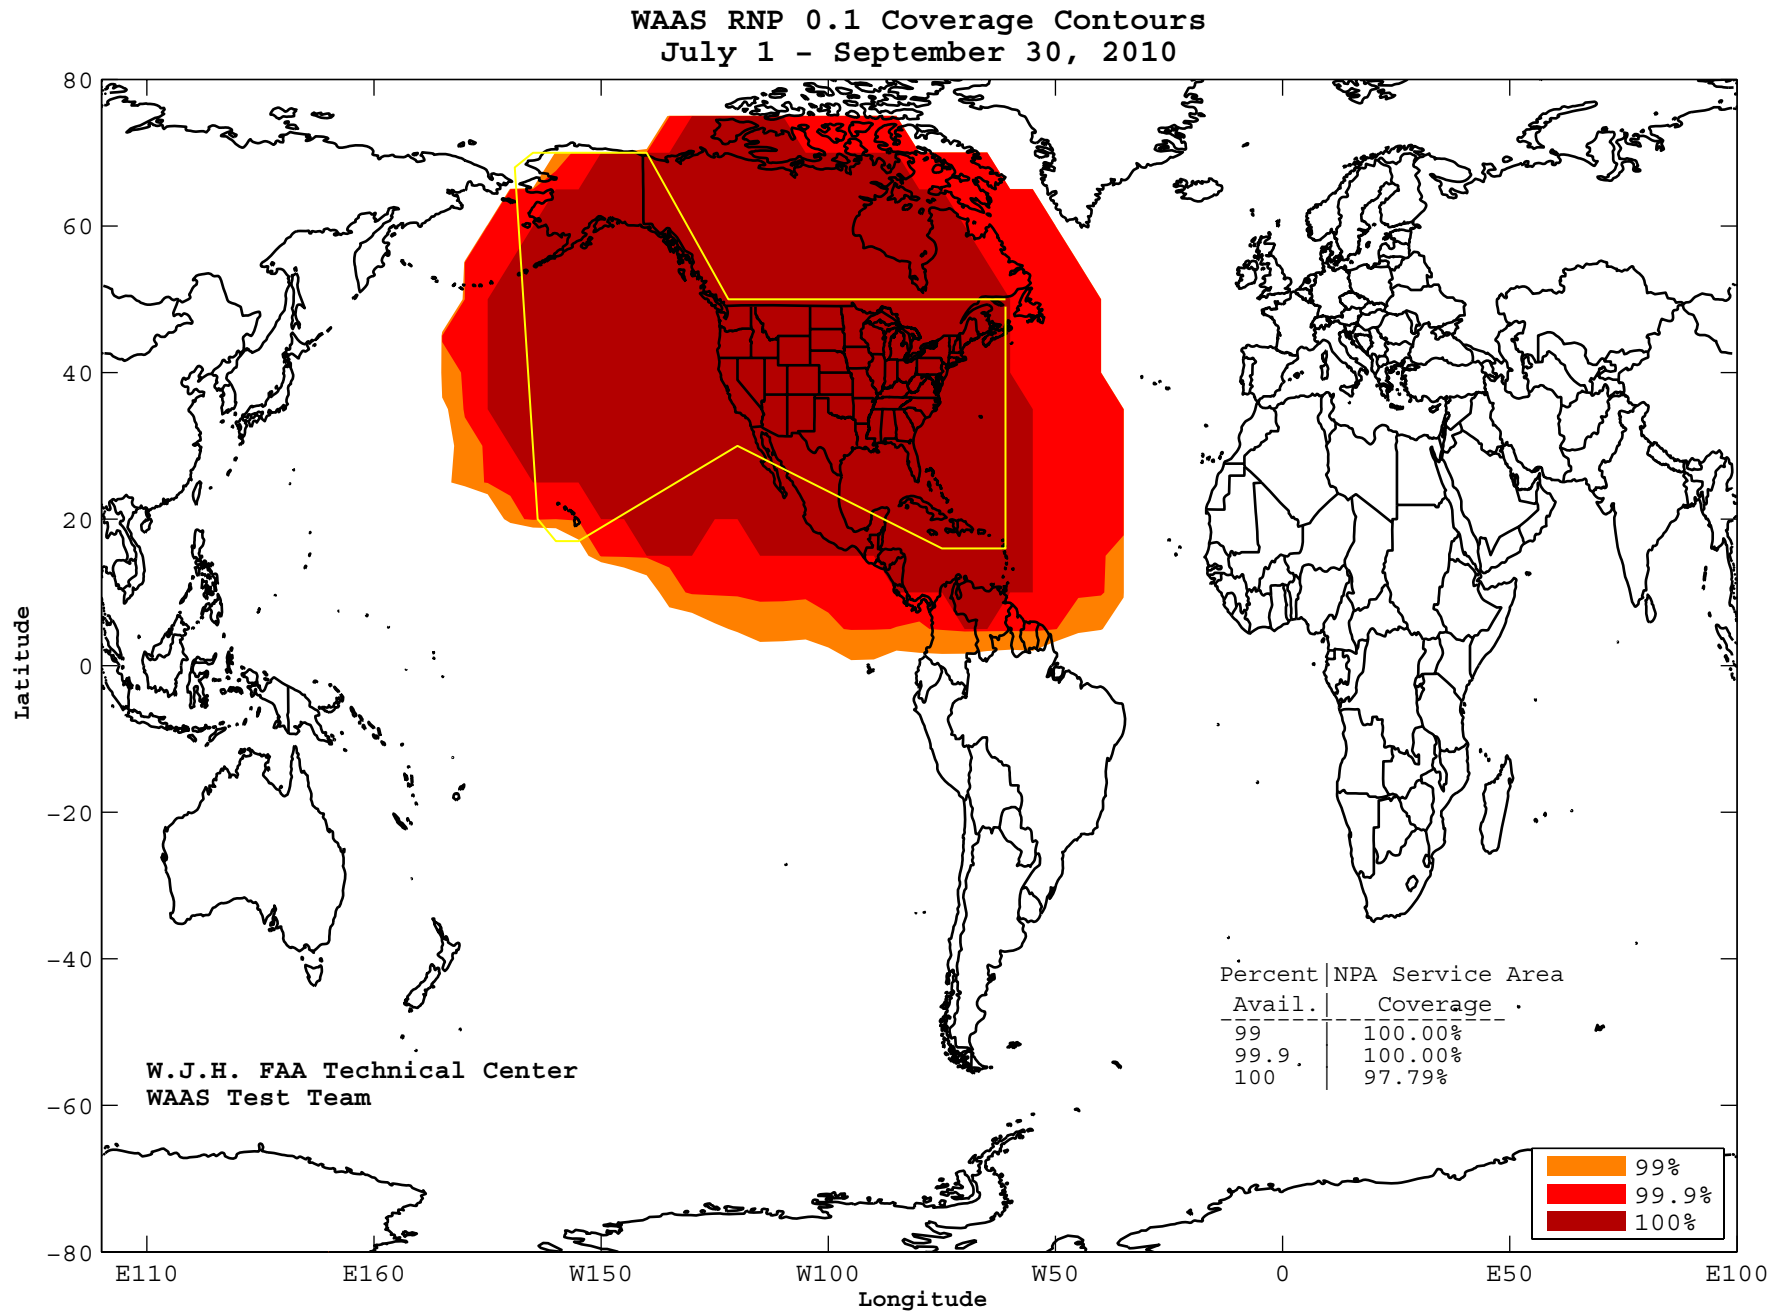 WAAS RNP 0.1 Coverage Contours
July 1 - September 30, 2010
80
60
40
20
0
-20
-40
-60
-80
Latitude
Percent|NPA Service Area
Avail.| Coverage
99 | 100.00%
99.9 | 100.00%
100 | 97.79%
W.J.H. FAA Technical Center
WAAS Test Team
99%
99.9%
100%
E110 E160 W150 W100 W50 0 E50 E100
Longitude